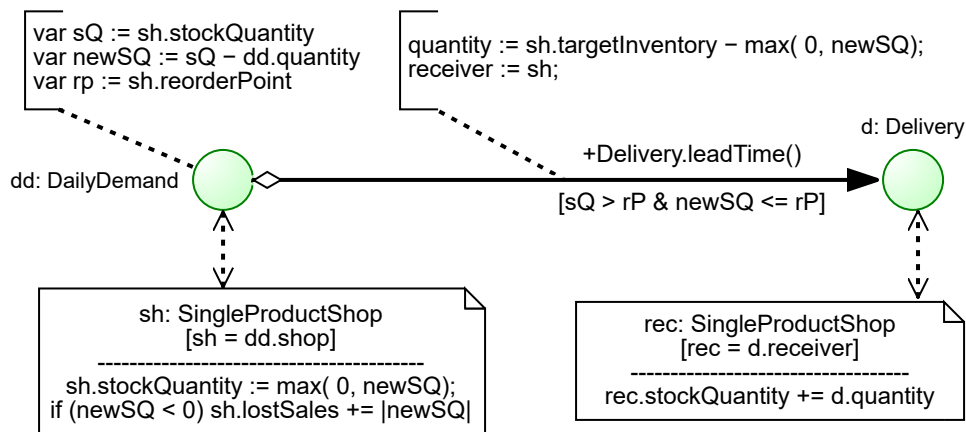 var sQ := sh.stockQuantity
var newSQ := sQ − dd.quantity
var rp := sh.reorderPoint
quantity := sh.targetInventory − max( 0, newSQ);
receiver := sh;
d: Delivery
+Delivery.leadTime()
dd: DailyDemand
[sQ > rP & newSQ <= rP]
sh: SingleProductShop
[sh = dd.shop]
-----------------------------------------
sh.stockQuantity := max( 0, newSQ);
if (newSQ < 0) sh.lostSales += |newSQ|
rec: SingleProductShop
[rec = d.receiver]
-----------------------------------
rec.stockQuantity += d.quantity